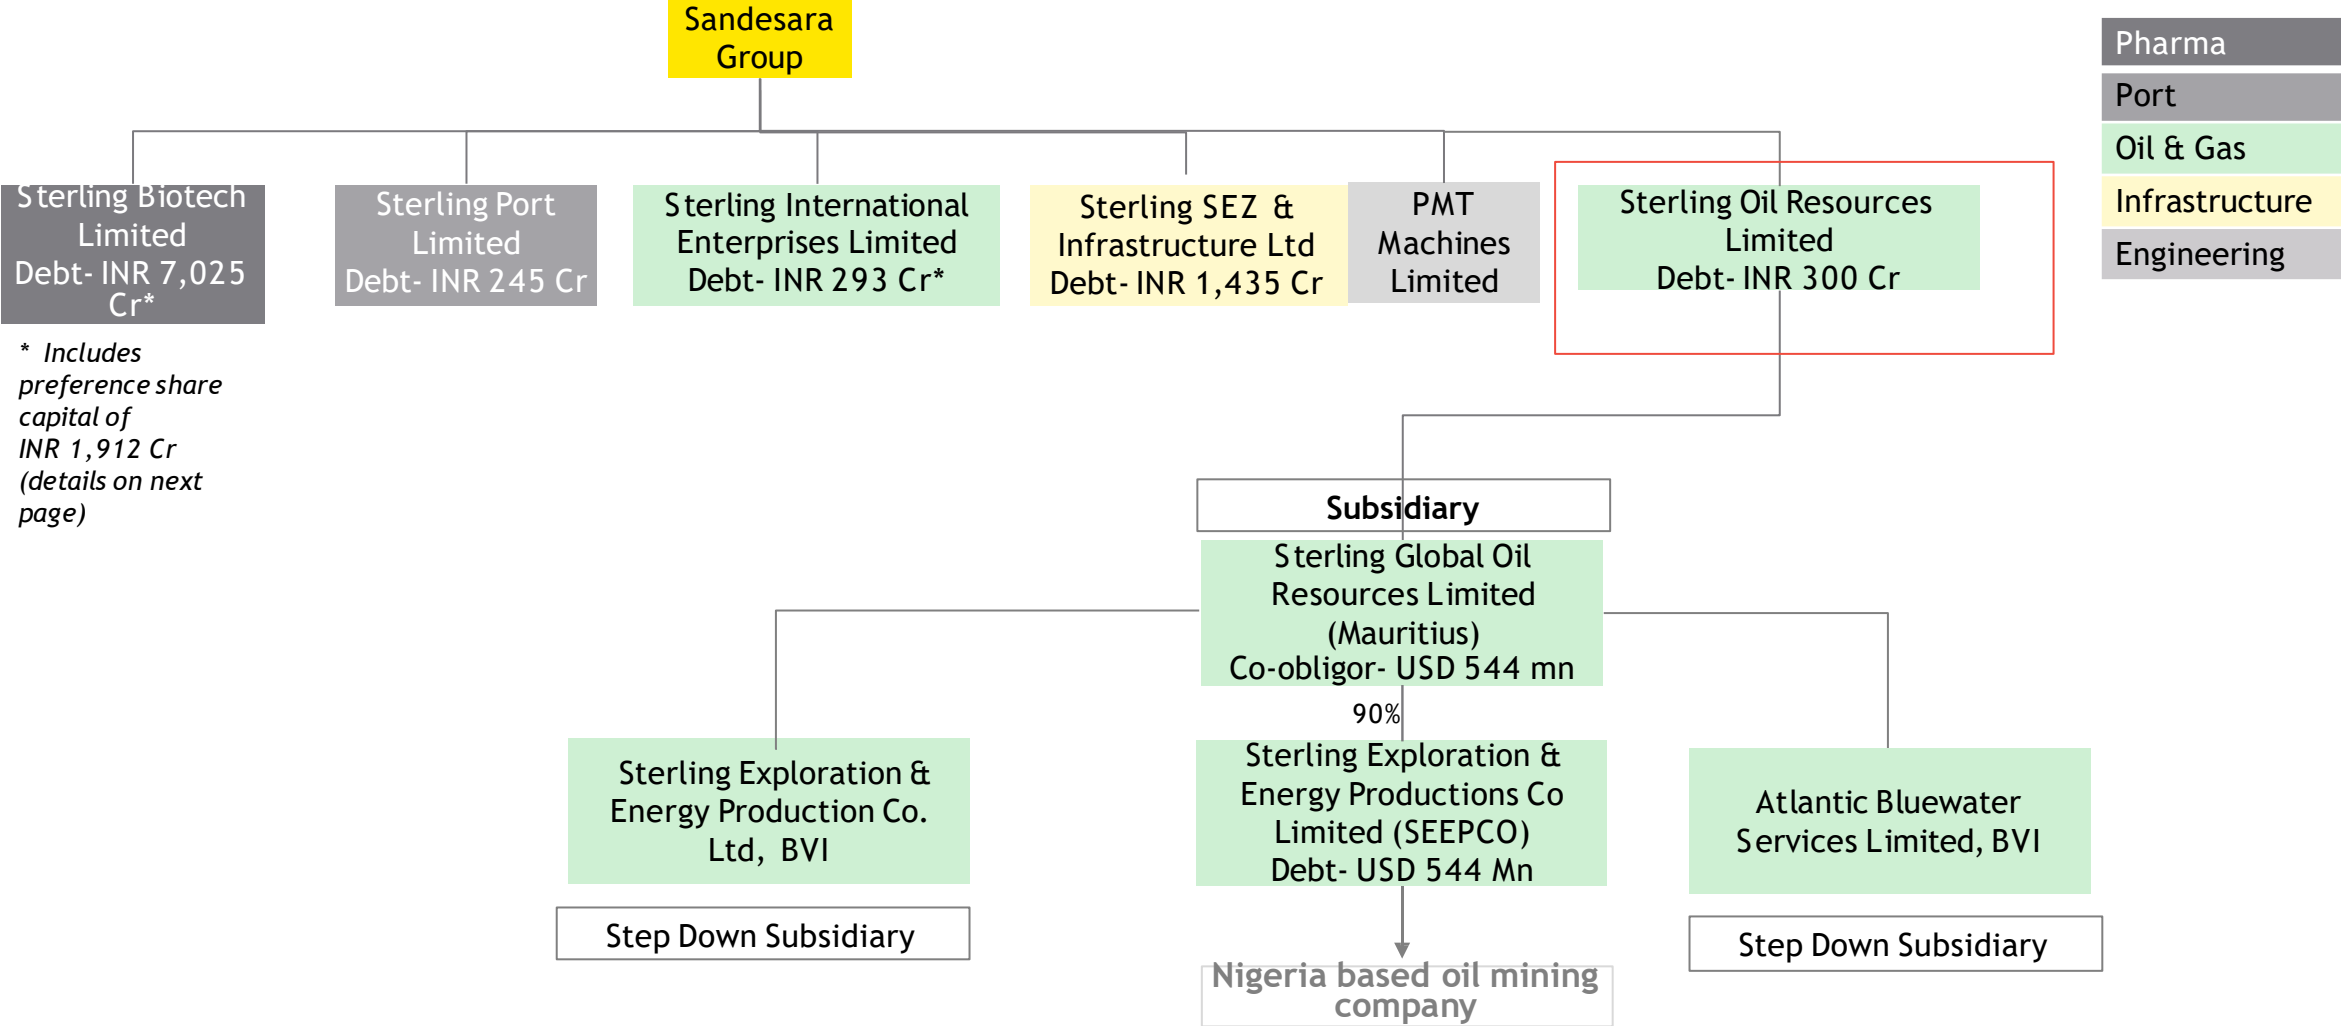 Sandesara
Group
Pharma
Port
Oil & Gas
Infrastructure
Engineering
Sterling Biotech
Limited
Debt- INR 7,025
Cr*
Sterling Port
Limited
Debt- INR 245 Cr
Sterling International
Enterprises Limited
Debt- INR 293 Cr*
Sterling SEZ &
Infrastructure Ltd
Debt- INR 1,435 Cr
PMT
Machines
Limited
Sterling Oil Resources
Limited
Debt- INR 300 Cr
* Includes
preference share
capital of
INR 1,912 Cr
(details on next
page)
Subsidiary
Sterling Global Oil
Resources Limited
(Mauritius)
Co-obligor- USD 544 mn
90%
Sterling Exploration &
Energy Production Co.
Ltd, BVI
Step Down Subsidiary
Sterling Exploration &
Energy Productions Co
Limited (SEEPCO)
Debt- USD 544 Mn
Nigeria based oil mining
company
Atlantic Bluewater
Services Limited, BVI
Step Down Subsidiary